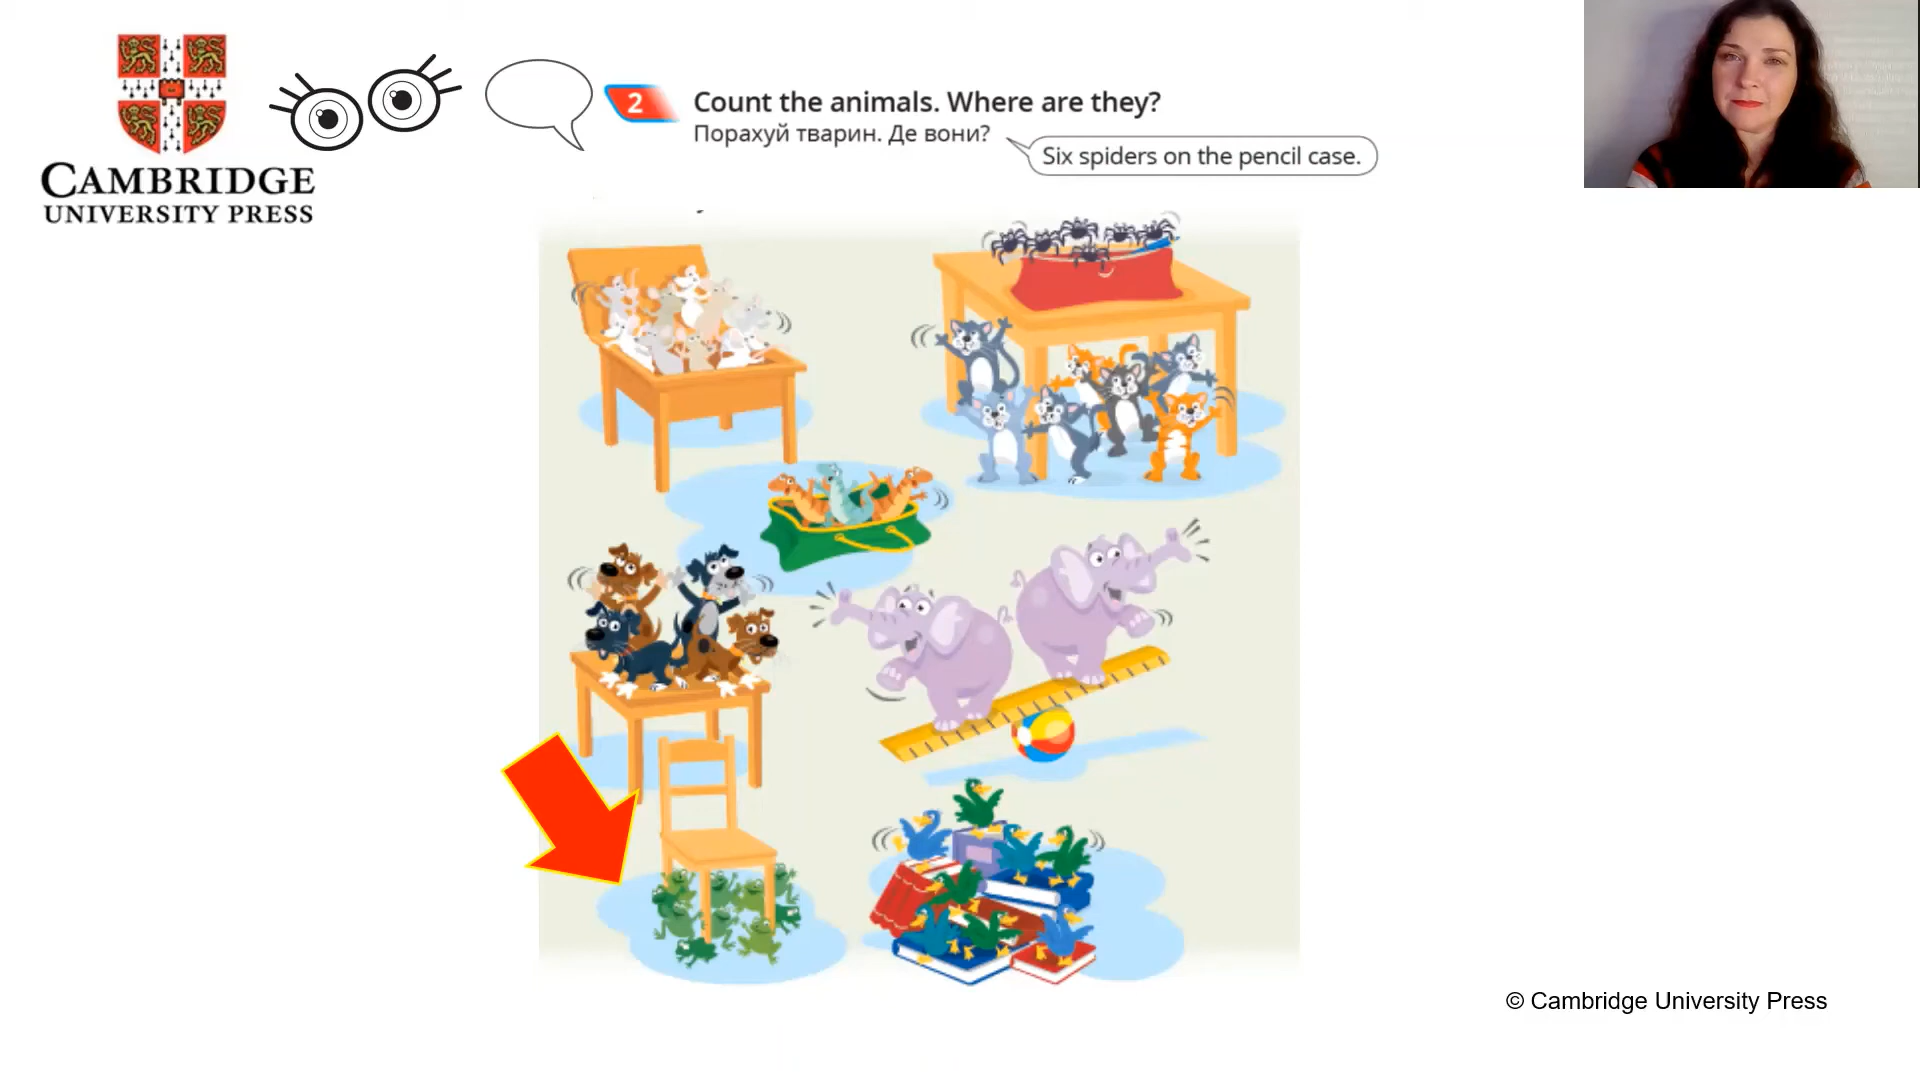 CAMBRIDGE
UNIVERSITY PRESS
2
Count the animals. Where are they?
Порахуй тварин. Де вони?
Six spiders on the pencil case.
© Cambridge University Press